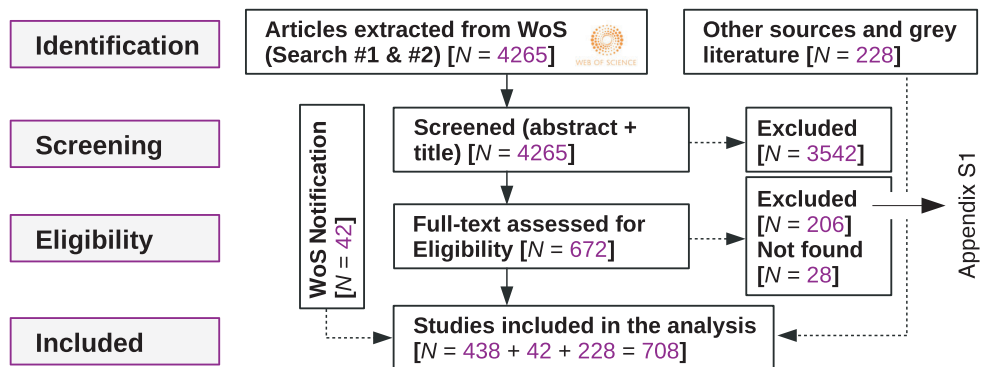 Identification
Articles extracted from WoS
(Search #1 & #2) [N = 4265]
WEB OF SCIENCE
Other sources and grey
literature [N = 228]
Screening
Screened (abstract +
title) [N = 4265]
Excluded
[N = 3542]
WoS Notification
[N = 42]
Eligibility
Full-text assessed for
Eligibility [N = 672]
Excluded
[N = 206]
Not found
[N = 28]
Appendix S1
Included
Studies included in the analysis
[N = 438 + 42 + 228 = 708]